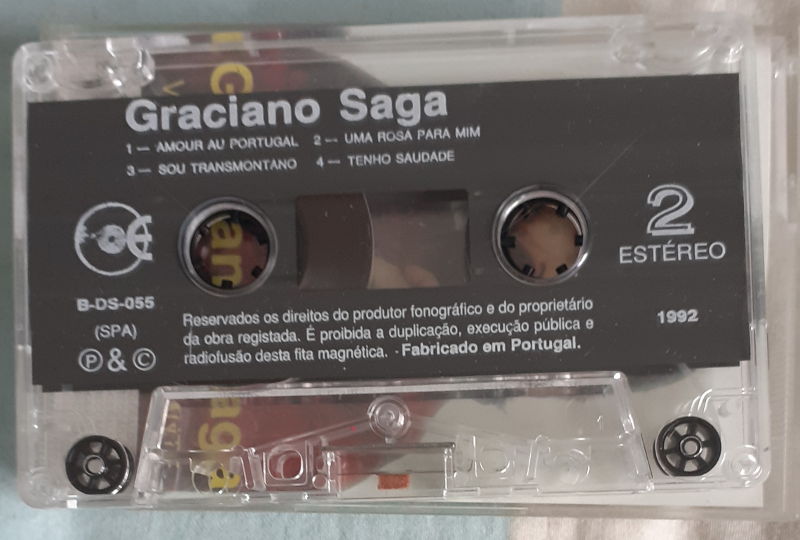 Graciano Saga
1 — AMOUR AU PORTUGAL 2 — UMA ROSA PARA MIM
3 — SOU TRANSMONTANO 4 — TENHO SAUDADE
2
ESTÉREO
B-DS-055
(SPA)
Ⓟ & ©
Reservados os direitos do produtor fonográfico e do proprietário
da obra registada. É proibida a duplicação, execução pública e
radiofusão desta fita magnética. · Fabricado em Portugal.
1992
an
aga